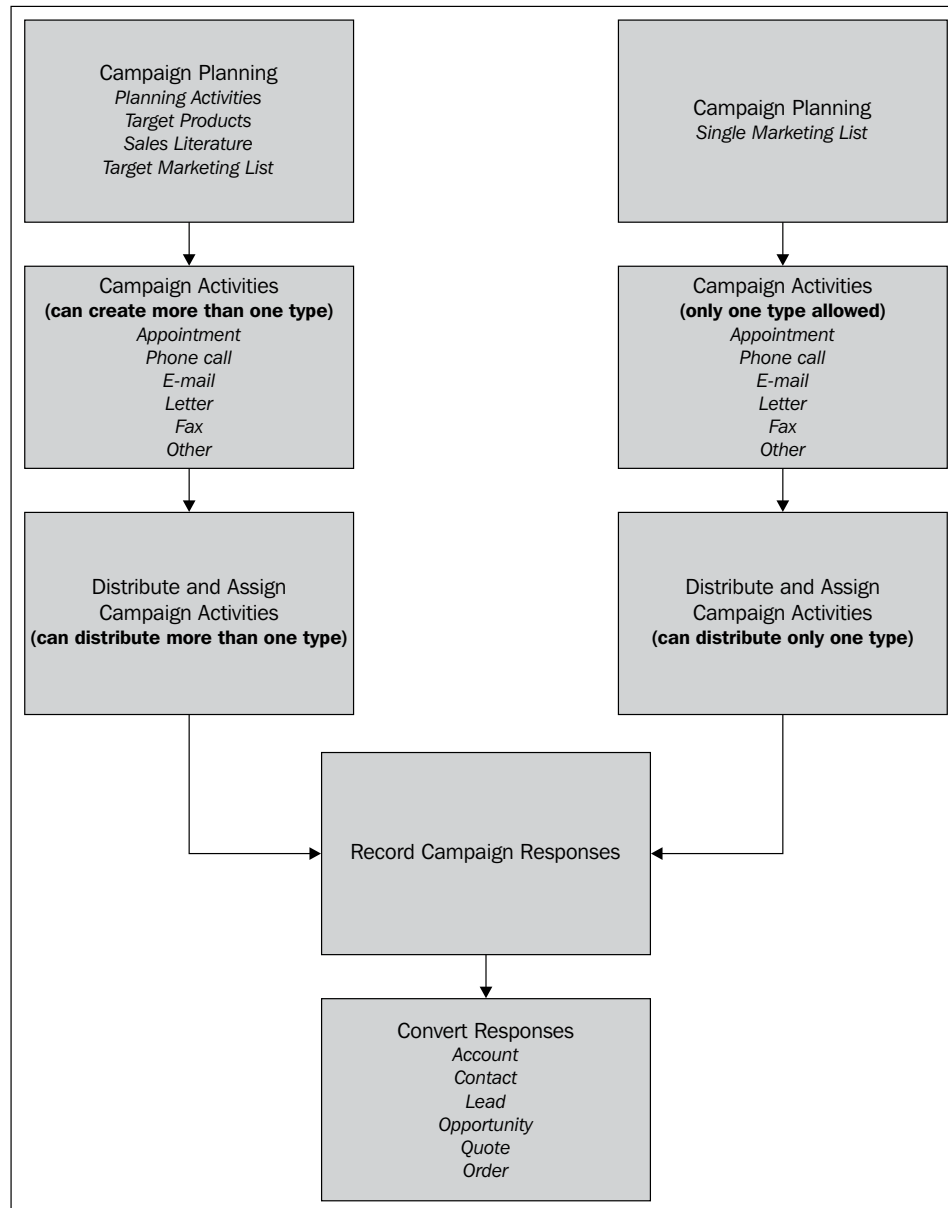 Campaign Planning
Planning Activities
Target Products
Sales Literature
Target Marketing List
Campaign Planning
Single Marketing List
Campaign Activities
(can create more than one type)
Appointment
Phone call
E-mail
Letter
Fax
Other
Campaign Activities
(only one type allowed)
Appointment
Phone call
E-mail
Letter
Fax
Other
Distribute and Assign
Campaign Activities
(can distribute more than one type)
Distribute and Assign
Campaign Activities
(can distribute only one type)
Record Campaign Responses
Convert Responses
Account
Contact
Lead
Opportunity
Quote
Order